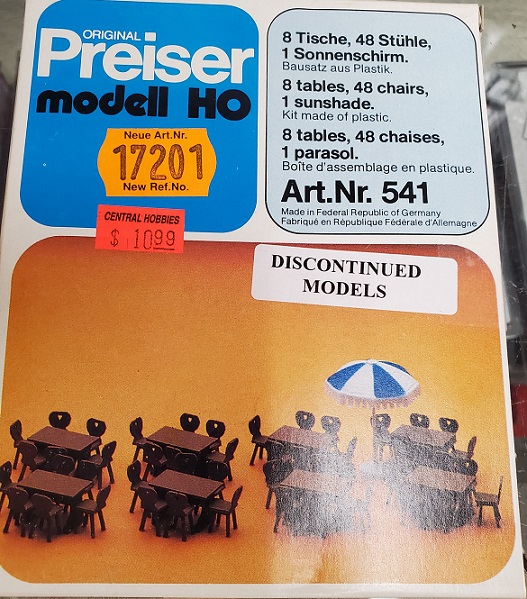 ORIGINAL
Preiser
modell HO
Neue Art.Nr.
17201
New Ref.No.
CENTRAL HOBBIES
$ 10.99
8 Tische, 48 Stühle,
1 Sonnenschirm.
Bausatz aus Plastik.
8 tables, 48 chairs,
1 sunshade.
Kit made of plastic.
8 tables, 48 chaises,
1 parasol.
Boîte d'assemblage en plastique.
Art.Nr. 541
Made in Federal Republic of Germany
Fabriqué en République Fédérale d'Allemagne
DISCONTINUED
MODELS